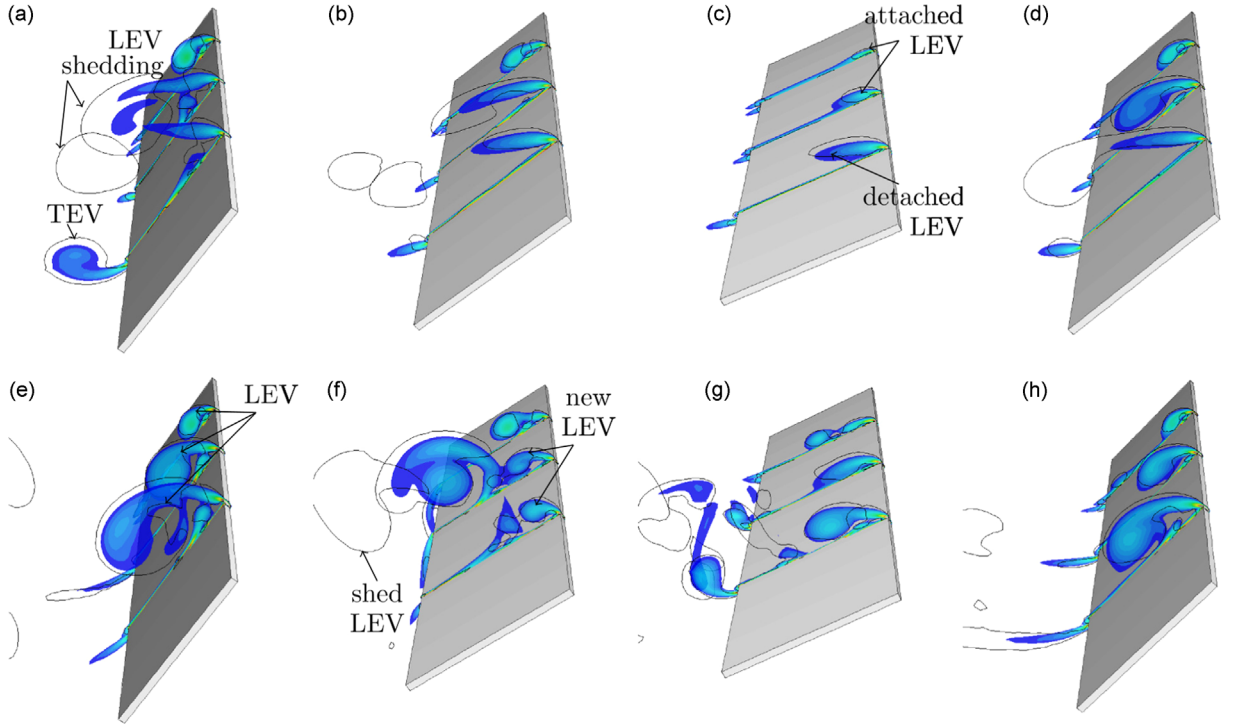 (a)
LEV
shedding
TEV
(b)
(c)
attached
LEV
detached
LEV
(d)
(e)
LEV
(f)
new
LEV
shed
LEV
(g)
(h)